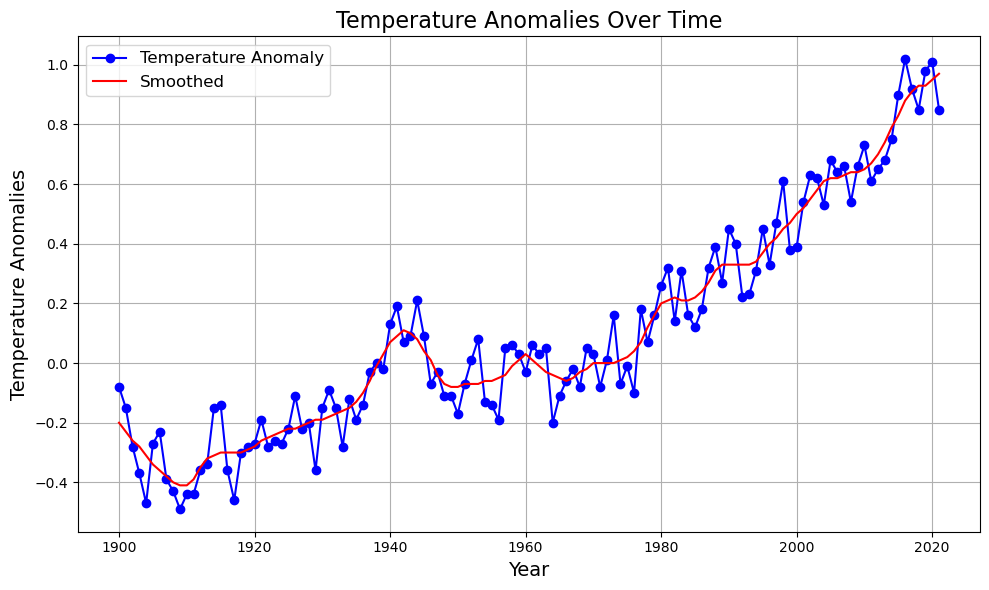 Temperature Anomalies Over Time
Temperature Anomaly
Smoothed
Temperature Anomalies
1.0
0.8
0.6
0.4
0.2
0.0
−0.2
−0.4
1900 1920 1940 1960 1980 2000 2020
Year